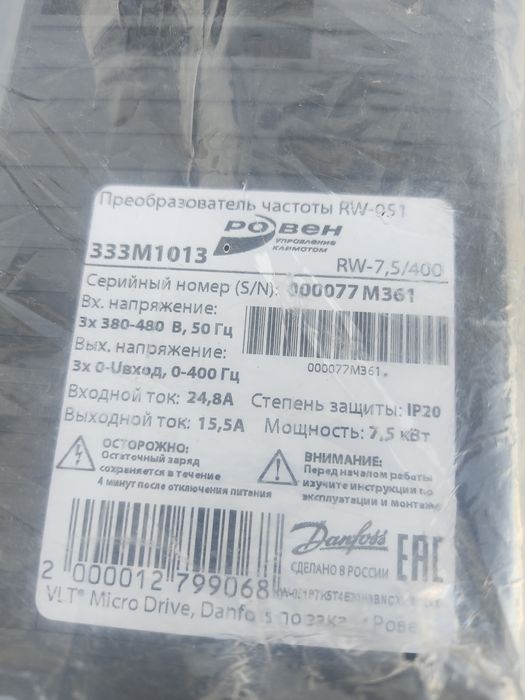 Преобразователь частоты RW-051
РОВЕН
УПРАВЛЕНИЕ
КЛИМАТОМ
333M1013
RW-7,5/400
Серийный номер (S/N): 000077M361
Вх. напряжение:
3х 380-480 В, 50 Гц
Вых. напряжение:
3х 0-Uвход, 0-400 Гц
000077M361
Входной ток: 24,8А
Степень защиты: IP20
Выходной ток: 15,5А
Мощность: 7,5 кВт
ОСТОРОЖНО:
Остаточный заряд
сохраняется в течение
4 минут после отключения питания
ВНИМАНИЕ:
Перед началом работы
изучите инструкции по
эксплуатации и монтажу
Danfoss
EAC
СДЕЛАНО В РОССИИ
2 000012 799068
VLT® Micro Drive, Danfoss по заказу Ровен